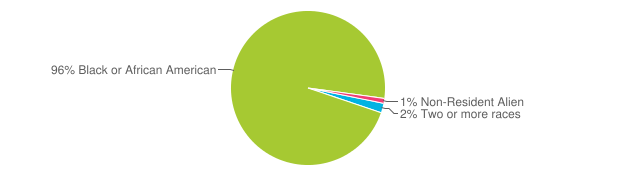 96% Black or African American
1% Non-Resident Alien
2% Two or more races